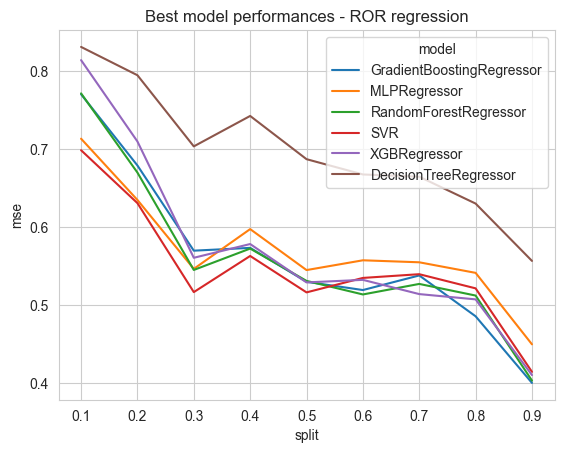 Best model performances - ROR regression
model
GradientBoostingRegressor
MLPRegressor
RandomForestRegressor
SVR
XGBRegressor
DecisionTreeRegressor
mse
0.8
0.7
0.6
0.5
0.4
0.1 0.2 0.3 0.4 0.5 0.6 0.7 0.8 0.9
split